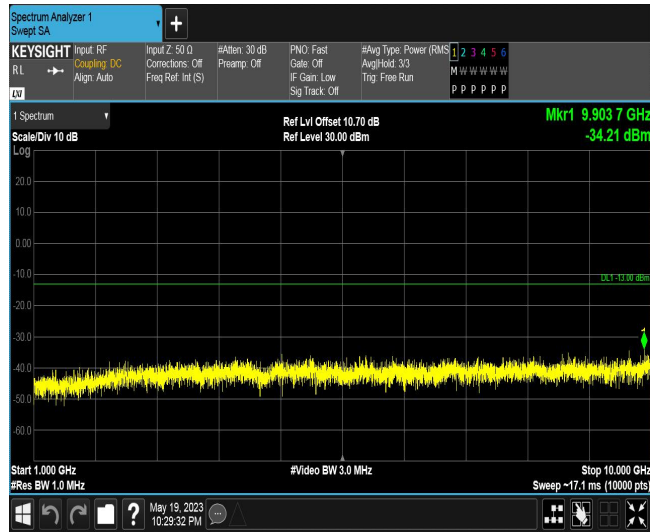 Spectrum Analyzer 1
Swept SA
+
KEYSIGHT
RL
LXI
Input: RF
Coupling: DC
Align: Auto
Input Z: 50 Ω
Corrections: Off
Freq Ref: Int (S)
#Atten: 30 dB
Preamp: Off
PNO: Fast
Gate: Off
IF Gain: Low
Sig Track: Off
#Avg Type: Power (RMS
Avg|Hold: 3/3
Trig: Free Run
1 2 3 4 5 6
M W W W W W
P P P P P P
1 Spectrum
Scale/Div 10 dB
Ref Lvl Offset 10.70 dB
Ref Level 30.00 dBm
Mkr1 9.903 7 GHz
-34.21 dBm
Log
20.0
10.0
0.00
-10.0
DL1 -13.00 dBm
-20.0
-30.0
1
-40.0
-50.0
-60.0
Start 1.000 GHz
#Res BW 1.0 MHz
#Video BW 3.0 MHz
Stop 10.000 GHz
Sweep ~17.1 ms (10000 pts)
?
May 19, 2023
10:29:32 PM